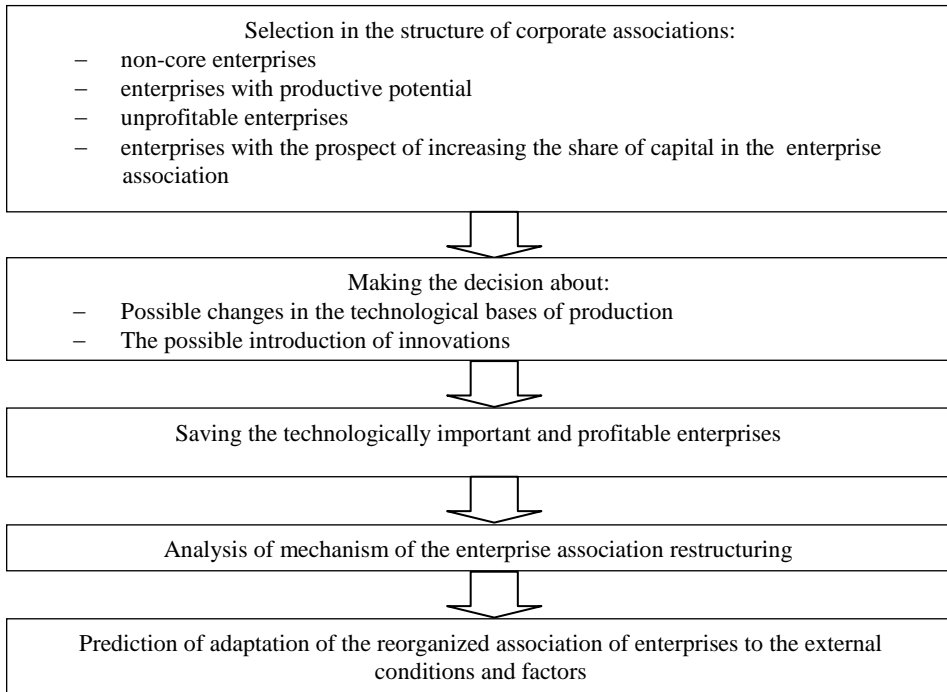 Selection in the structure of corporate associations:
– non-core enterprises
– enterprises with productive potential
– unprofitable enterprises
– enterprises with the prospect of increasing the share of capital in the enterprise
association
Making the decision about:
– Possible changes in the technological bases of production
– The possible introduction of innovations
Saving the technologically important and profitable enterprises
Analysis of mechanism of the enterprise association restructuring
Prediction of adaptation of the reorganized association of enterprises to the external
conditions and factors